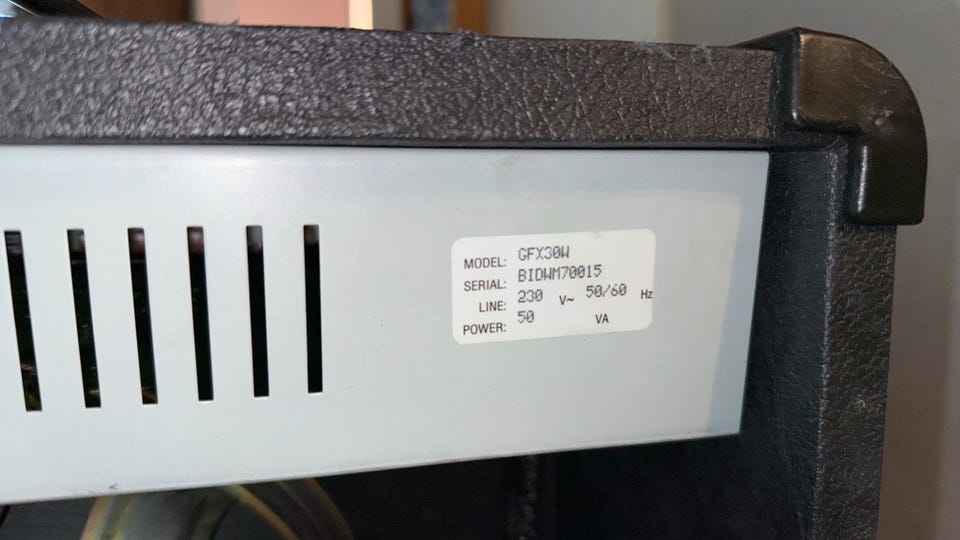 MODEL: GFX30W
SERIAL: BIDWM70015
LINE: 230 V~ 50/60 Hz
POWER: 50 VA